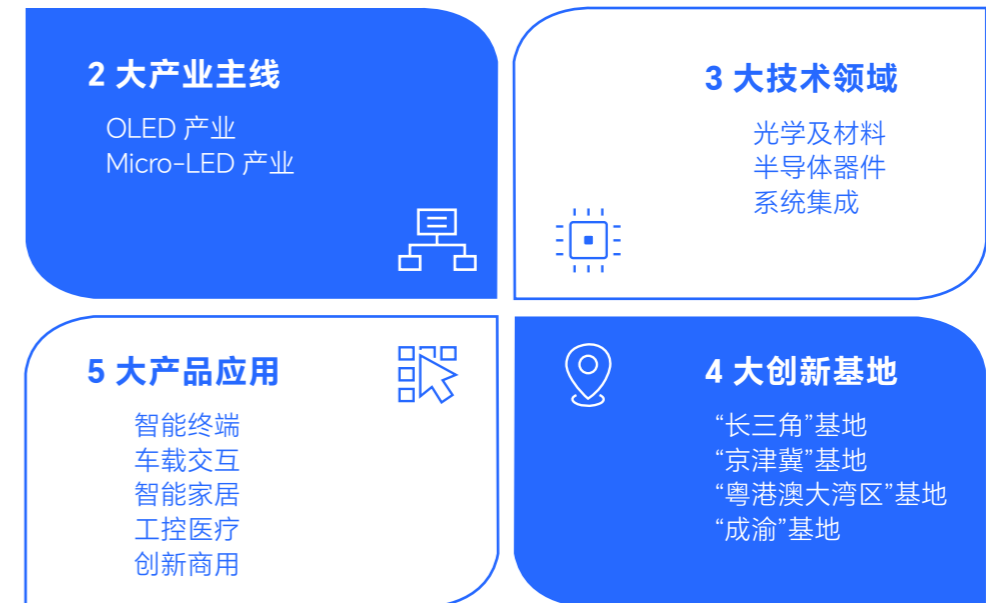 2 大产业主线
OLED 产业
Micro-LED 产业
3 大技术领域
光学及材料
半导体器件
系统集成
5 大产品应用
智能终端
车载交互
智能家居
工控医疗
创新商用
4 大创新基地
“长三角”基地
“京津冀”基地
“粤港澳大湾区”基地
“成渝”基地